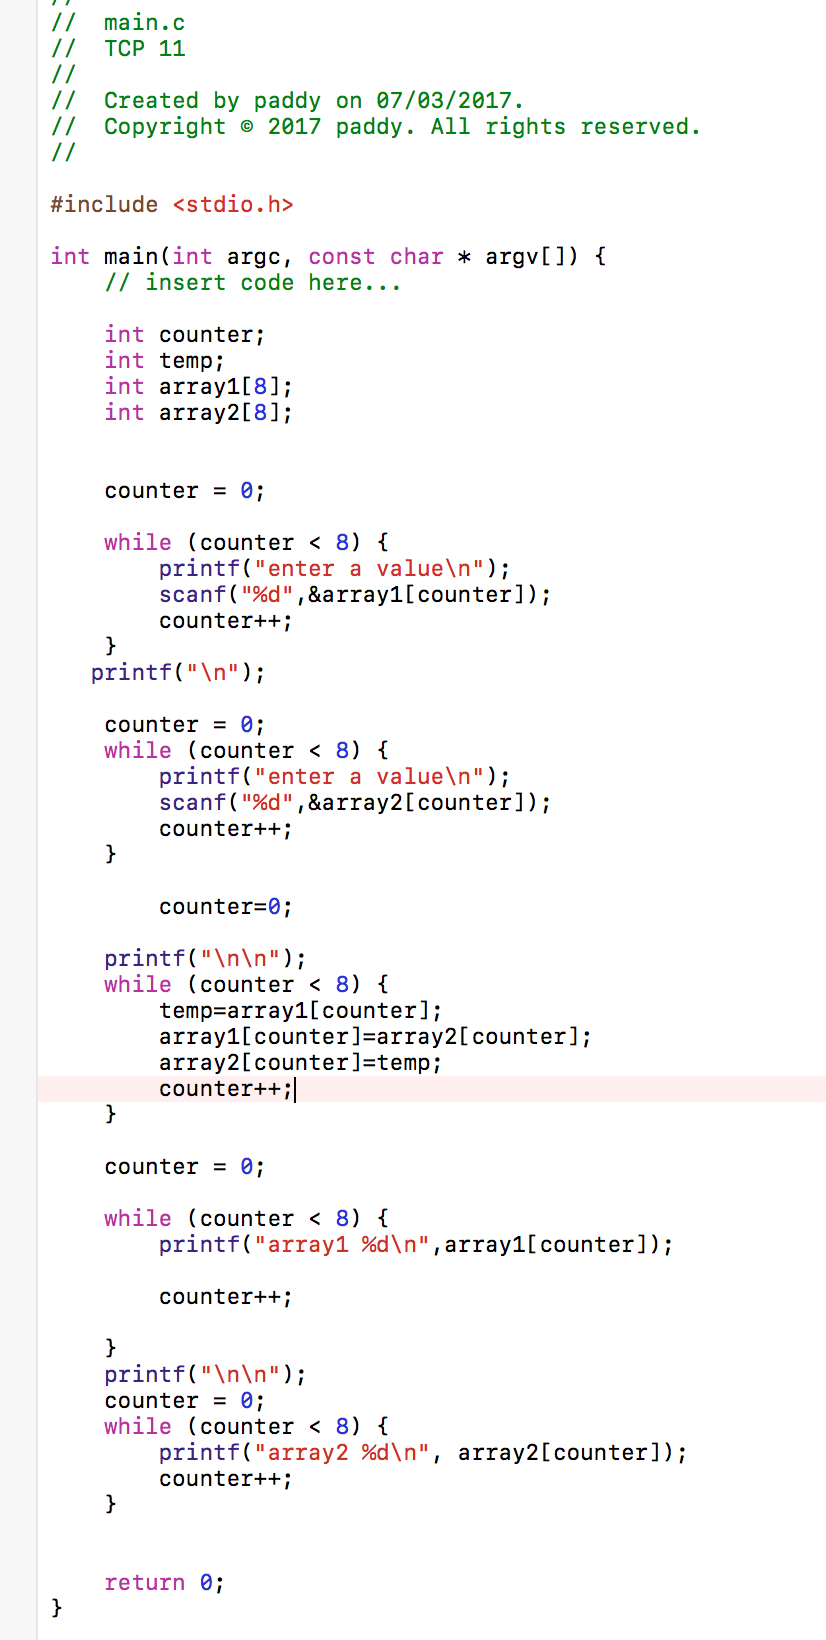 //
//  main.c
//  TCP 11
//
//  Created by paddy on 07/03/2017.
//  Copyright © 2017 paddy. All rights reserved.
//
#include <stdio.h>
int main(int argc, const char * argv[]) {
    // insert code here...
    int counter;
    int temp;
    int array1[8];
    int array2[8];
    counter = 0;
    while (counter < 8) {
        printf("enter a value\n");
        scanf("%d",&array1[counter]);
        counter++;
    }
   printf("\n");
    counter = 0;
    while (counter < 8) {
        printf("enter a value\n");
        scanf("%d",&array2[counter]);
        counter++;
    }
        counter=0;
    printf("\n\n");
    while (counter < 8) {
        temp=array1[counter];
        array1[counter]=array2[counter];
        array2[counter]=temp;
        counter++;
    }
    counter = 0;
    while (counter < 8) {
        printf("array1 %d\n",array1[counter]);
        counter++;
    }
    printf("\n\n");
    counter = 0;
    while (counter < 8) {
        printf("array2 %d\n", array2[counter]);
        counter++;
    }
    return 0;
}